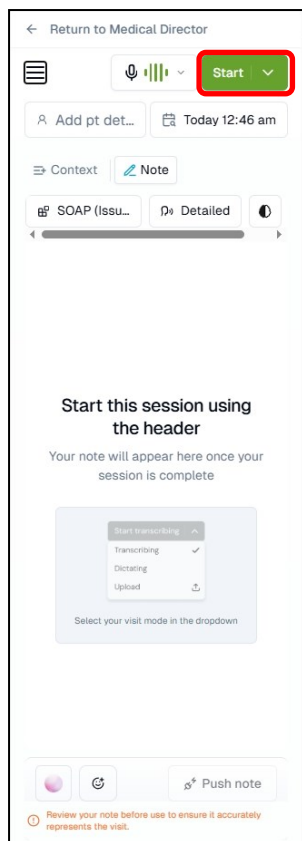 Return to Medical Director
Start
Add pt det...
Today 12:46 am
Context
Note
SOAP (Issu...
Detailed
Start this session using
the header
Your note will appear here once your
session is complete
Start transcribing
Transcribing
Dictating
Upload
Select your visit mode in the dropdown
Push note
Review your note before use to ensure it accurately
represents the visit.